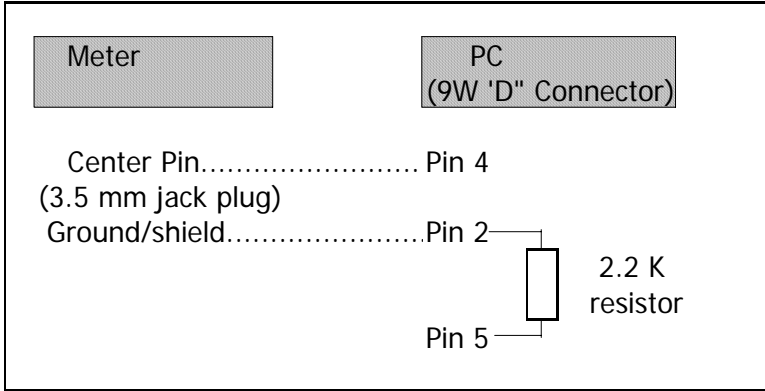 Meter
PC
(9W 'D" Connector)
Center Pin......................... Pin 4
(3.5 mm jack plug)
Ground/shield.......................Pin 2
2.2 K
resistor
Pin 5